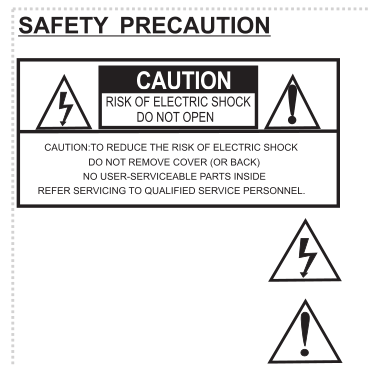 SAFETY PRECAUTION
CAUTION
RISK OF ELECTRIC SHOCK
DO NOT OPEN
CAUTION:TO REDUCE THE RISK OF ELECTRIC SHOCK
DO NOT REMOVE COVER (OR BACK)
NO USER-SERVICEABLE PARTS INSIDE
REFER SERVICING TO QUALIFIED SERVICE PERSONNEL.